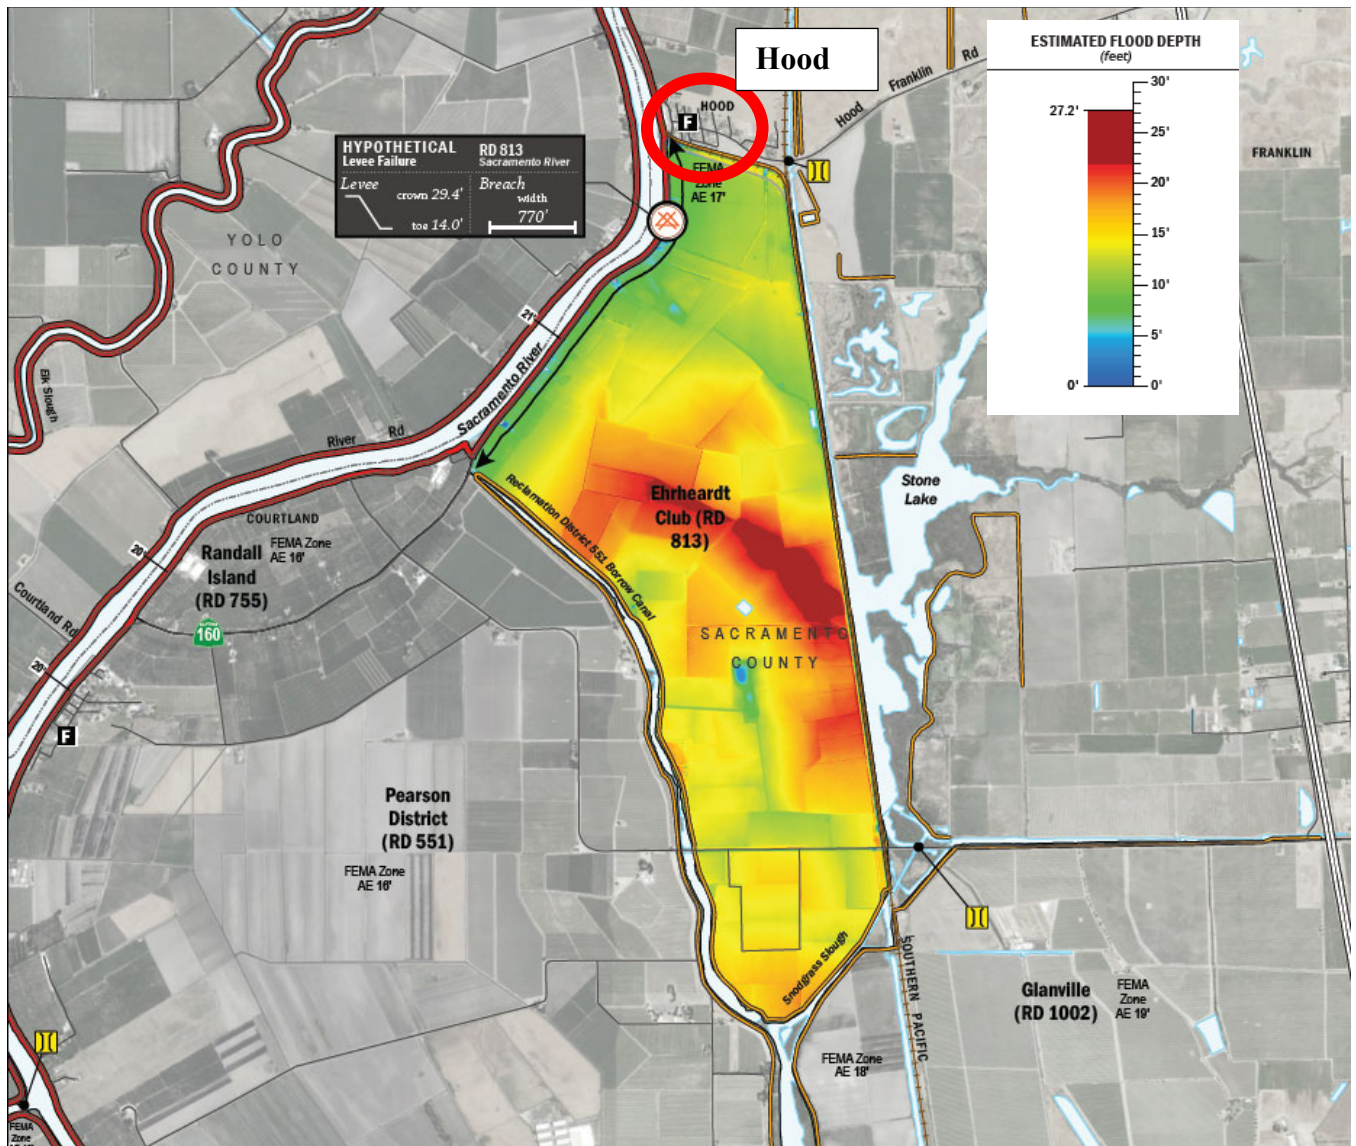 Hood
ESTIMATED FLOOD DEPTH
(feet)
30'
27.2'
25'
20'
15'
10'
5'
0'
0'
Hood Franklin Rd
FRANKLIN
HOOD
F
FEMA
Zone
AE 17'
HYPOTHETICAL
Levee Failure
RD 813
Sacramento River
Levee
crown 29.4'
toe 14.0'
Breach
width
770'
YOLO
COUNTY
Elk Slough
21'
Sacramento River
River Rd
COURTLAND
FEMA Zone
AE 16'
20'
Randall
Island
(RD 755)
Courtland Rd
160
20'
F
Reclamation District 551 Borrow Canal
Ehrheardt
Club (RD
813)
Stone
Lake
SACRAMENTO
COUNTY
Pearson
District
(RD 551)
FEMA Zone
AE 16'
Snodgrass Slough
SOUTHERN PACIFIC
Glanville
(RD 1002)
FEMA
Zone
AE 19'
FEMA Zone
AE 18'
FEMA
Zone